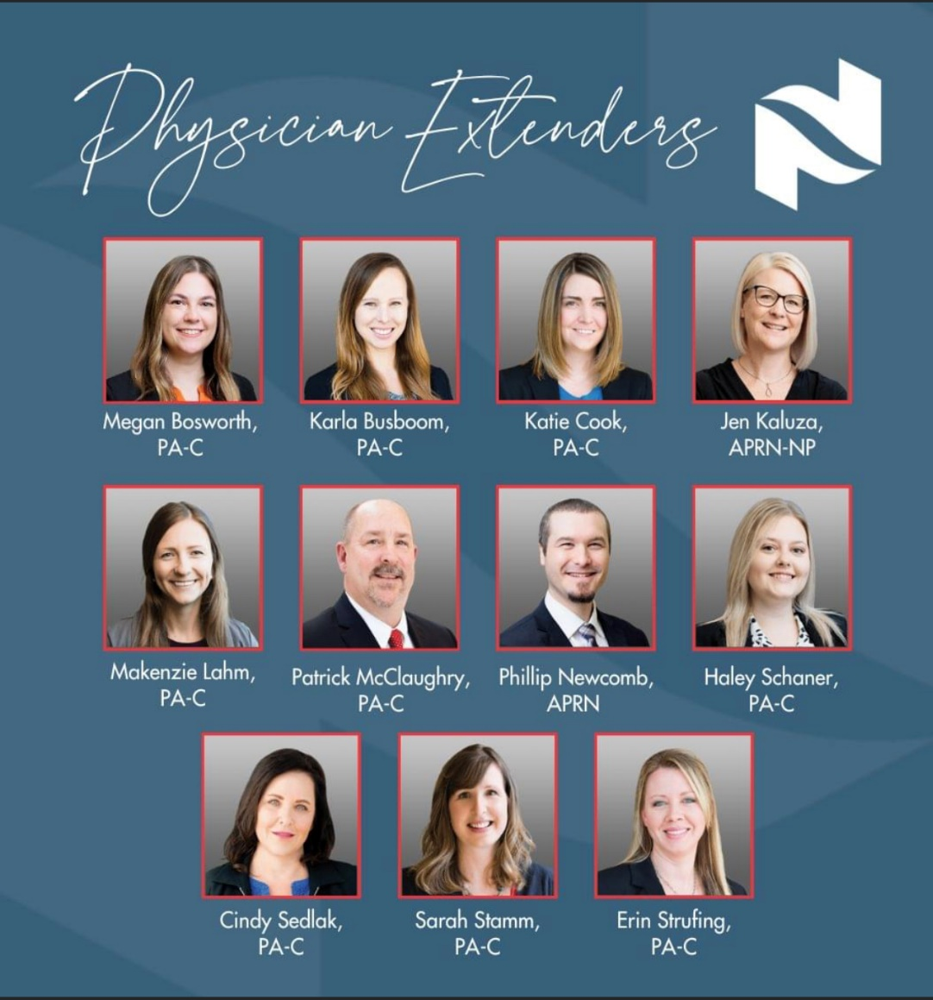 Physician Extenders
Megan Bosworth,
PA-C
Karla Busboom,
PA-C
Katie Cook,
PA-C
Jen Kaluza,
APRN-NP
Makenzie Lahm,
PA-C
Patrick McClaughry,
PA-C
Phillip Newcomb,
APRN
Haley Schaner,
PA-C
Cindy Sedlak,
PA-C
Sarah Stamm,
PA-C
Erin Strufing,
PA-C